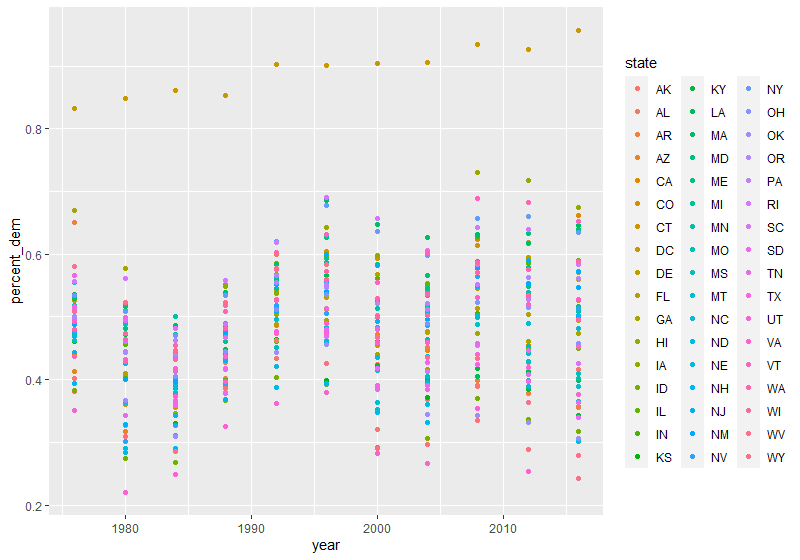 percent_dem
0.8
0.6
0.4
0.2
1980 1990 2000 2010
year
state
AK KY NY
AL LA OH
AR MA OK
AZ MD OR
CA ME PA
CO MI RI
CT MN SC
DC MO SD
DE MS TN
FL MT TX
GA NC UT
HI ND VA
IA NE VT
ID NH WA
IL NJ WI
IN NM WV
KS NV WY